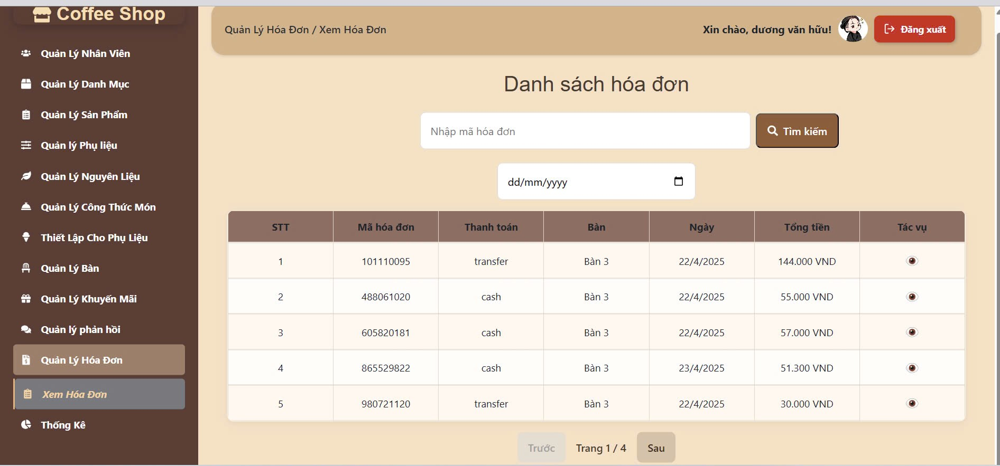 Coffee Shop
Quản Lý Nhân Viên
Quản Lý Danh Mục
Quản Lý Sản Phẩm
Quản lý Phụ liệu
Quản Lý Nguyên Liệu
Quản Lý Công Thức Món
Thiết Lập Cho Phụ Liệu
Quản Lý Bàn
Quản Lý Khuyến Mãi
Quản lý phản hồi
Quản Lý Hóa Đơn
Xem Hóa Đơn
Thống Kê
Quản Lý Hóa Đơn / Xem Hóa Đơn
Xin chào, dương văn hữu!
Đăng xuất
Danh sách hóa đơn
Nhập mã hóa đơn
Tìm kiếm
dd/mm/yyyy
STT Mã hóa đơn Thanh toán Bàn Ngày Tổng tiền Tác vụ
1 101110095 transfer Bàn 3 22/4/2025 144.000 VND
2 488061020 cash Bàn 3 22/4/2025 55.000 VND
3 605820181 cash Bàn 3 22/4/2025 57.000 VND
4 865529822 cash Bàn 3 23/4/2025 51.300 VND
5 980721120 transfer Bàn 3 22/4/2025 30.000 VND
Trước Trang 1 / 4 Sau